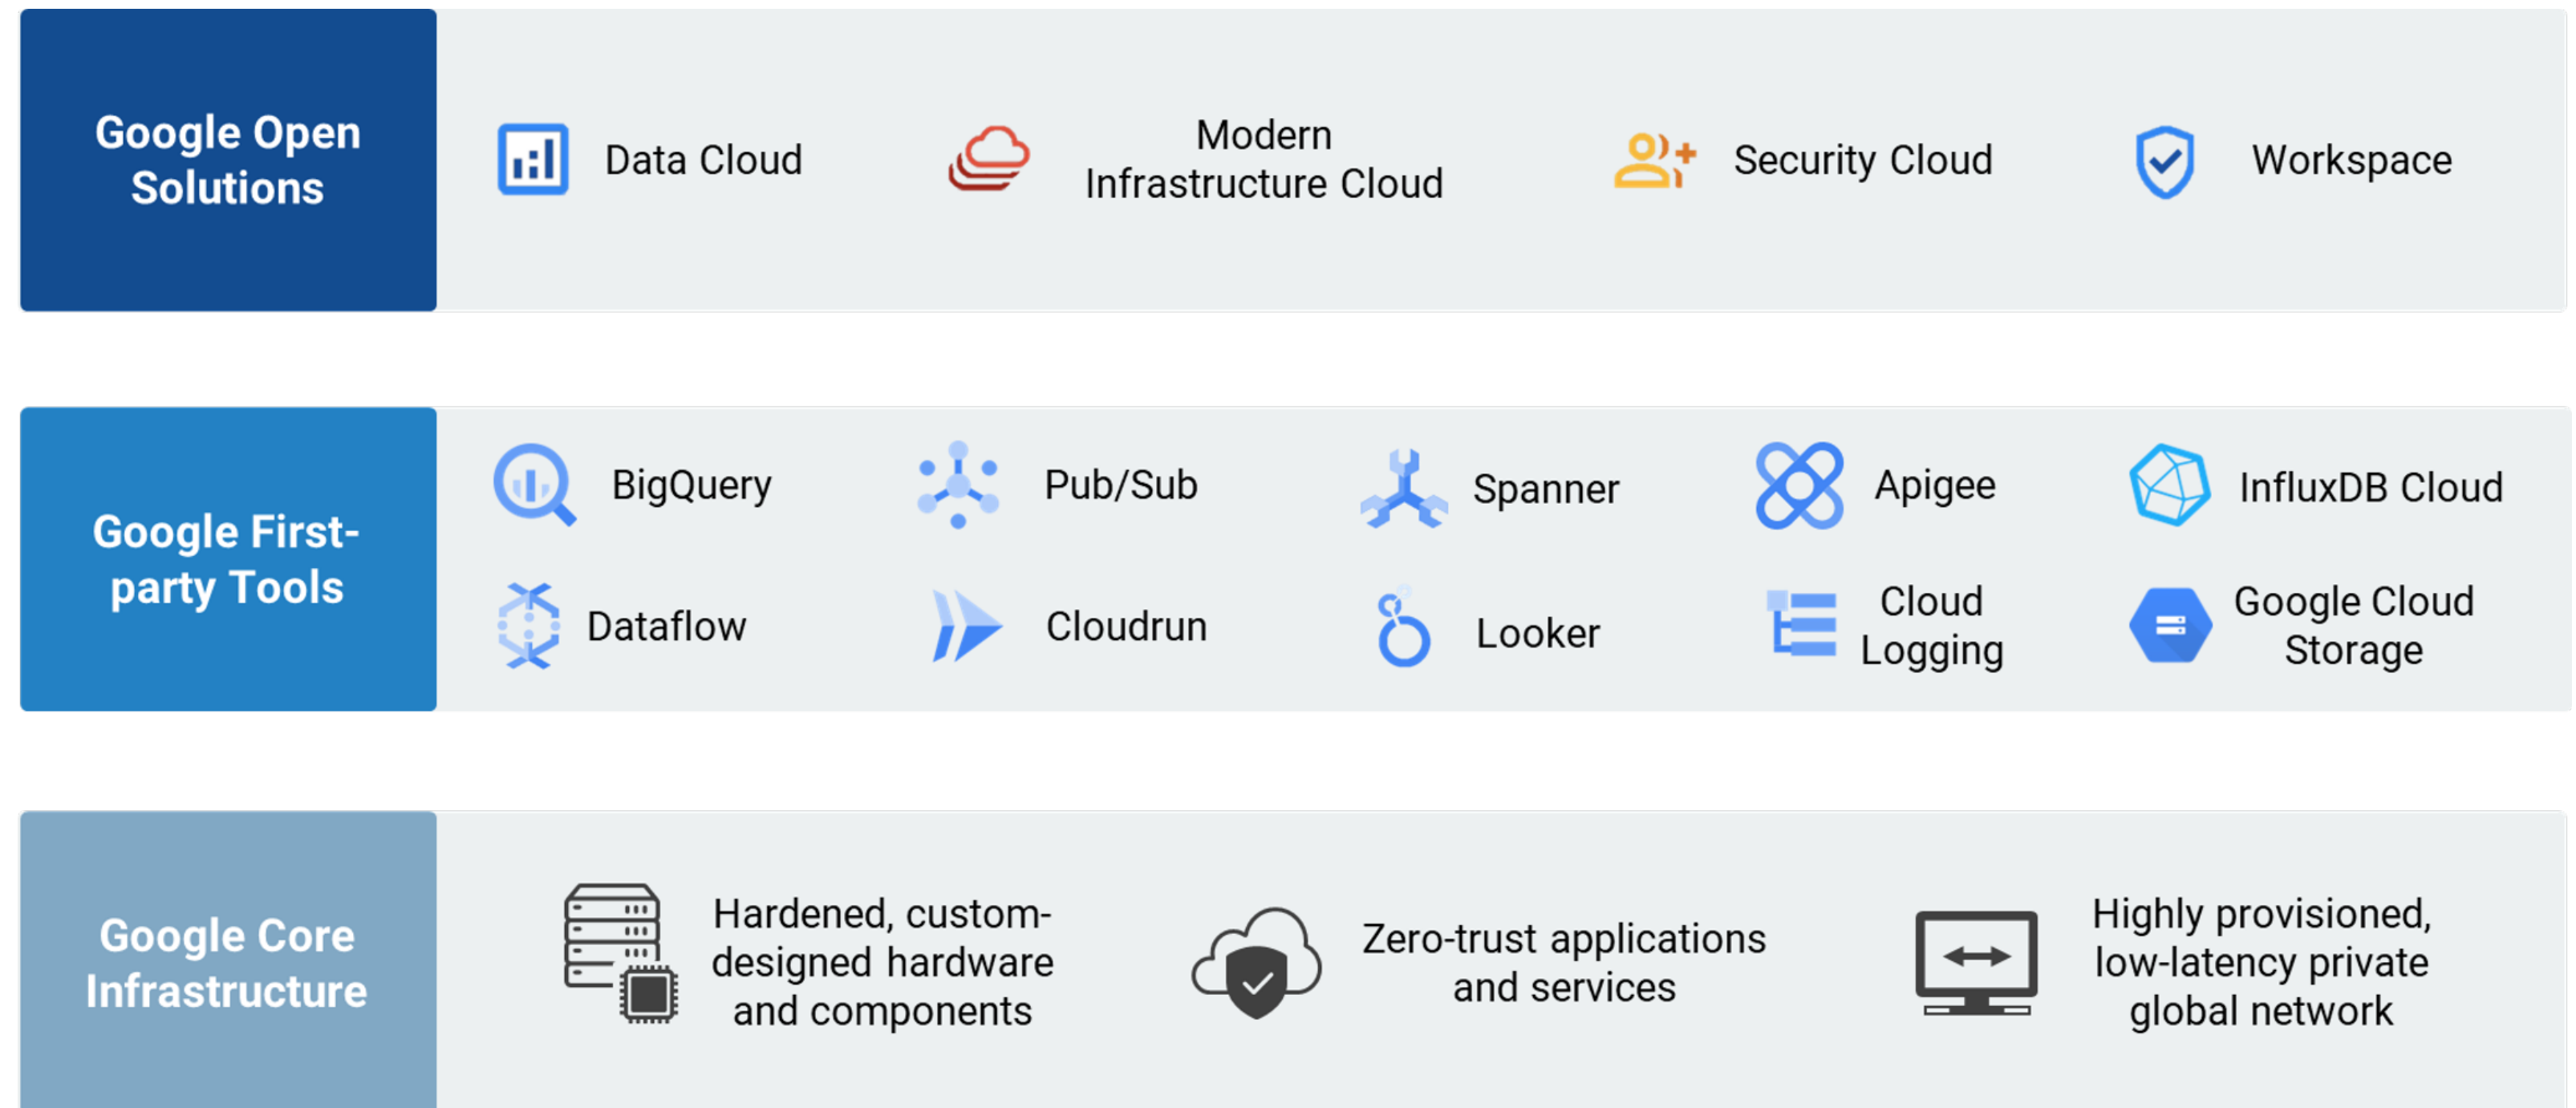 Google Open
Solutions
Data Cloud
Modern
Infrastructure Cloud
Security Cloud
Workspace
Google First-
party Tools
BigQuery
Pub/Sub
Spanner
Apigee
InfluxDB Cloud
Dataflow
Cloudrun
Looker
Cloud
Logging
Google Cloud
Storage
Google Core
Infrastructure
Hardened, custom-
designed hardware
and components
Zero-trust applications
and services
Highly provisioned,
low-latency private
global network